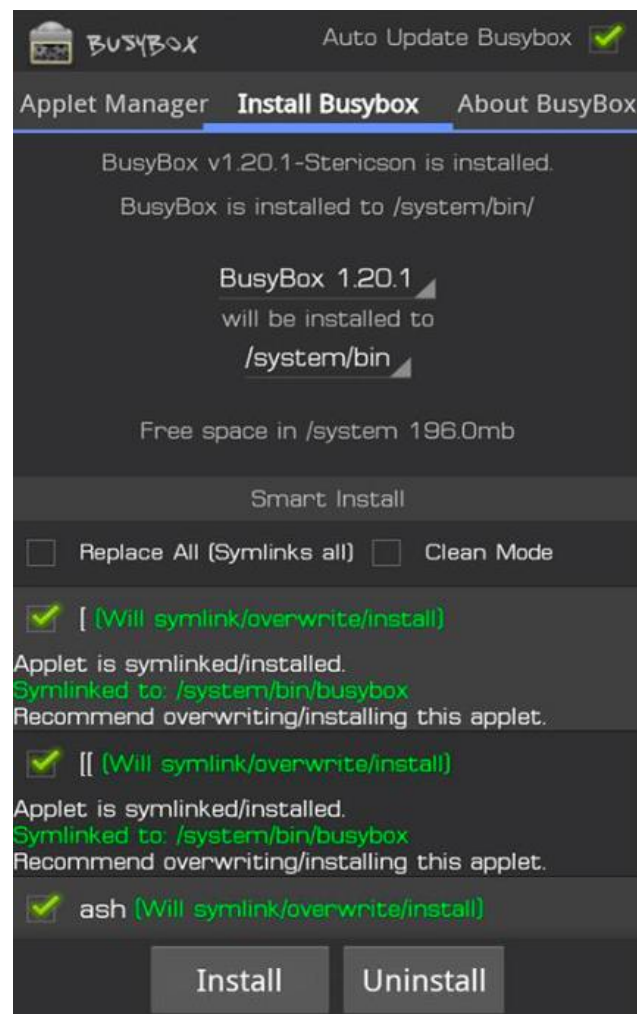 BUSYBOX Auto Update Busybox
Applet Manager Install Busybox About BusyBox
BusyBox v1.20.1-Stericson is installed.
BusyBox is installed to /system/bin/
BusyBox 1.20.1
will be installed to
/system/bin
Free space in /system 196.0mb
Smart Install
Replace All (Symlinks all) Clean Mode
[ (Will symlink/overwrite/install)
Applet is symlinked/installed.
Symlinked to: /system/bin/busybox
Recommend overwriting/installing this applet.
[[ (Will symlink/overwrite/install)
Applet is symlinked/installed.
Symlinked to: /system/bin/busybox
Recommend overwriting/installing this applet.
ash (Will symlink/overwrite/install)
Install Uninstall